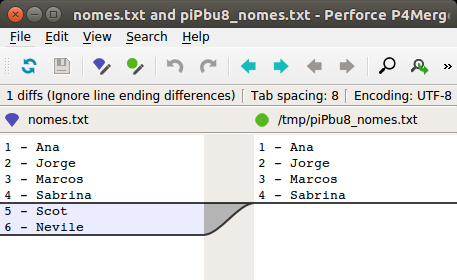 nomes.txt and piPbu8_nomes.txt - Perforce P4Merge
File Edit View Search Help
»
1 diffs (Ignore line ending differences) Tab spacing: 8 Encoding: UTF-8
nomes.txt /tmp/piPbu8_nomes.txt
1 - Ana 1 - Ana
2 - Jorge 2 - Jorge
3 - Marcos 3 - Marcos
4 - Sabrina 4 - Sabrina
5 - Scot
6 - Nevile